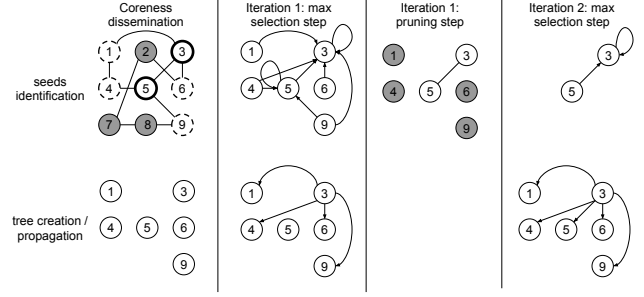 Coreness
dissemination
Iteration 1: max
selection step
Iteration 1:
pruning step
Iteration 2: max
selection step
seeds
identification
1 2 3
4 5 6
7 8 9
1 3
4 5 6
9
1 3
4 5 6
9
3
5
tree creation /
propagation
1 3
4 5 6
9
1 3
4 5 6
9
1 3
4 5 6
9